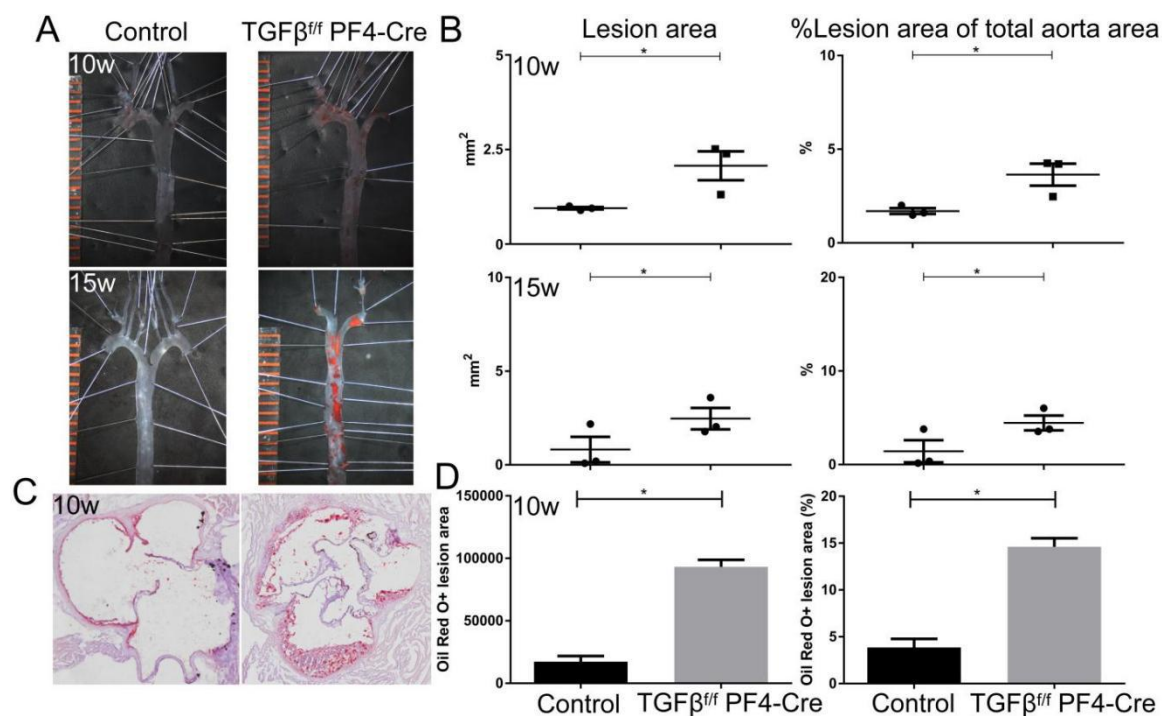 A
Control
TGFβf/f PF4-Cre
10w
15w
B
Lesion area
%Lesion area of total aorta area
10w
*
5
2.5
0
mm2
*
10
5
0
%
15w
*
10
5
0
mm2
*
20
10
0
%
C
10w
D
10w
*
150000
100000
50000
0
Oil Red O+ lesion area
Control
TGFβf/f PF4-Cre
*
20
15
10
5
0
Oil Red O+ lesion area (%)
Control
TGFβf/f PF4-Cre